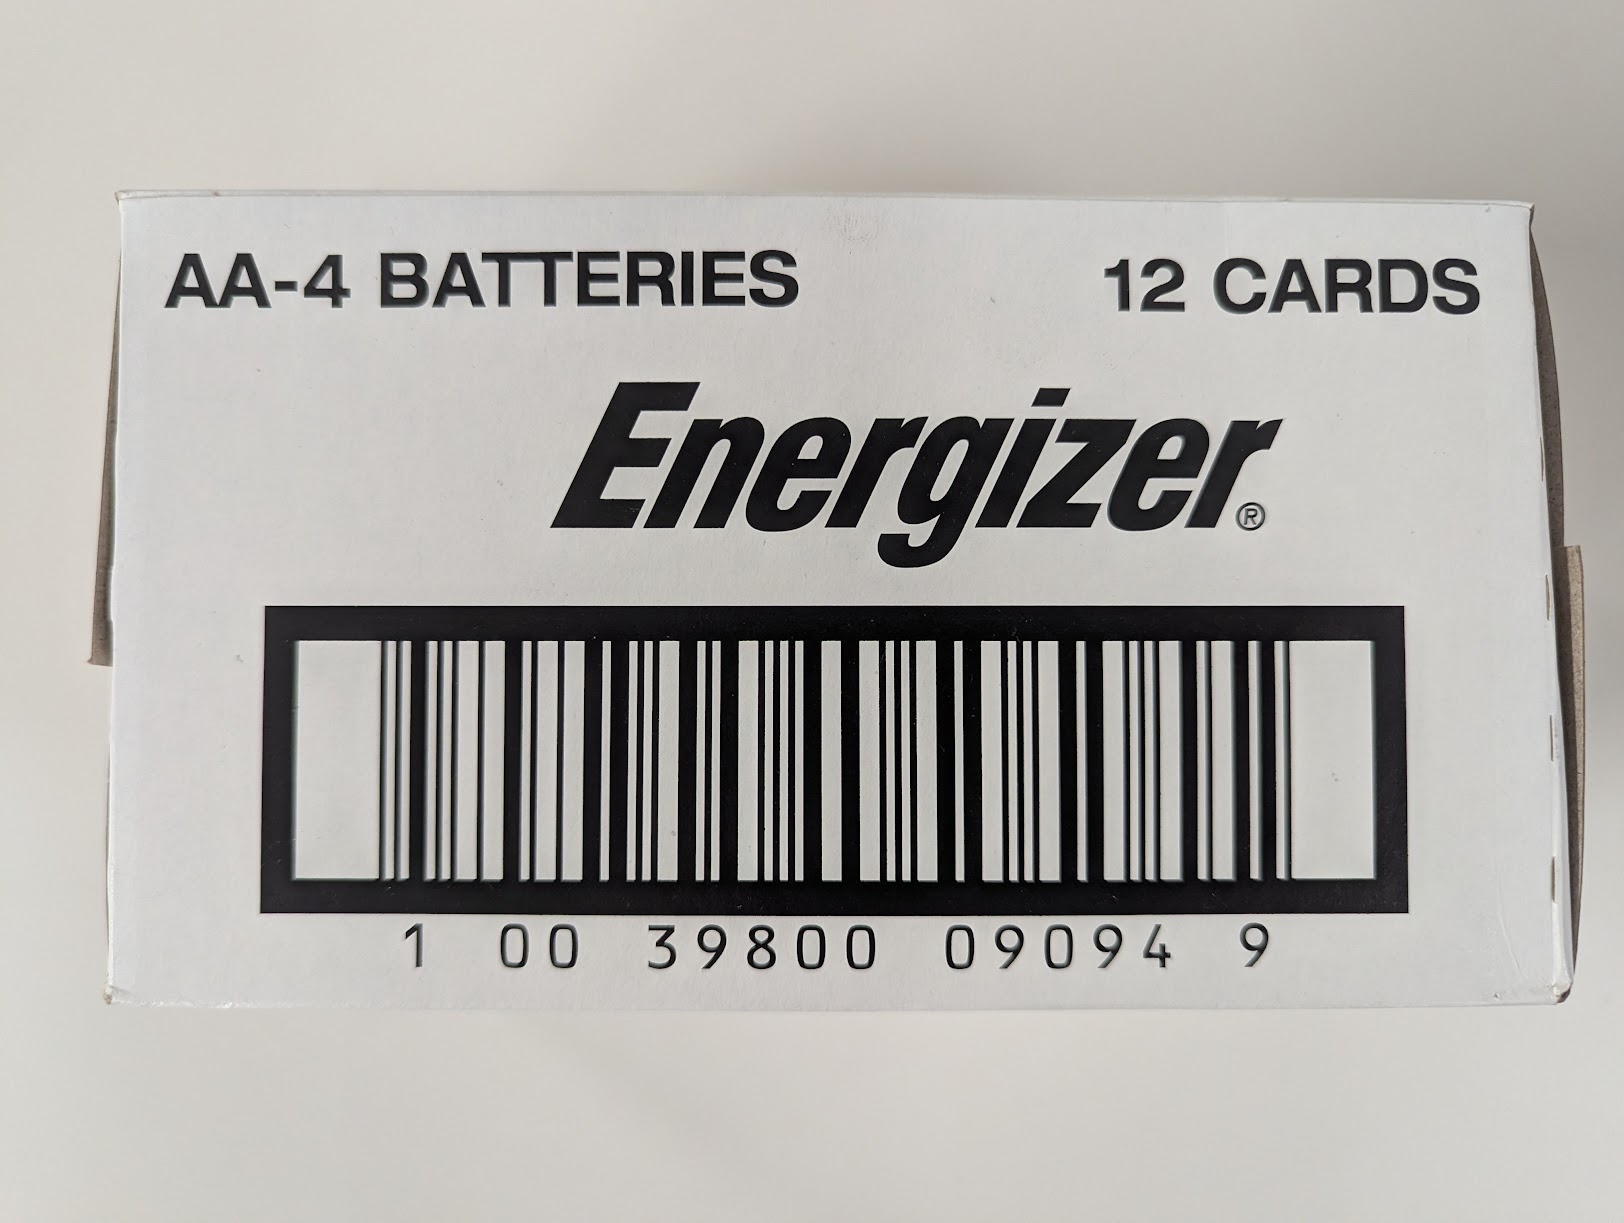 AA-4 BATTERIES 12 CARDS
Energizer®
1 00 39800 09094 9